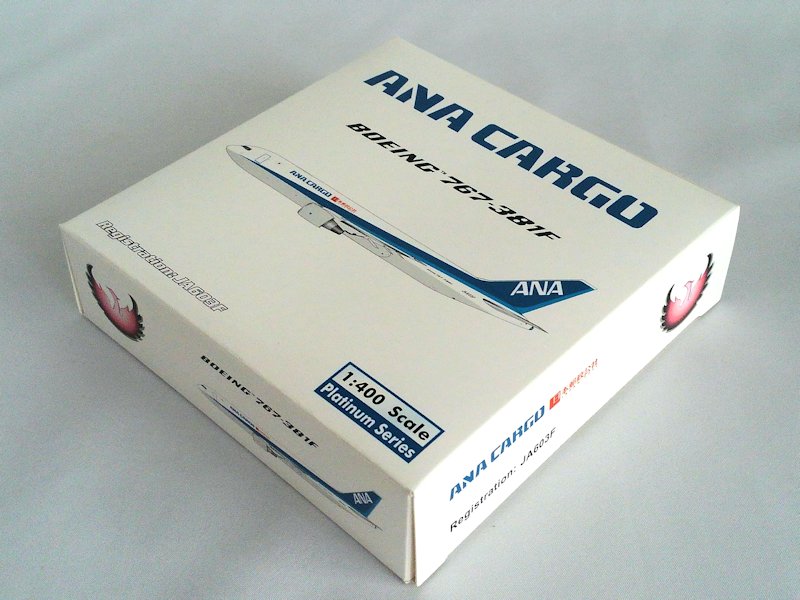 ANA CARGO
BOEING™ 767-381F
ANA CARGO
ANA
Registration: JA603F
1:400 Scale
Platinum Series
BOEING 767-381F
ANA
ANA CARGO
Registration: JA603F